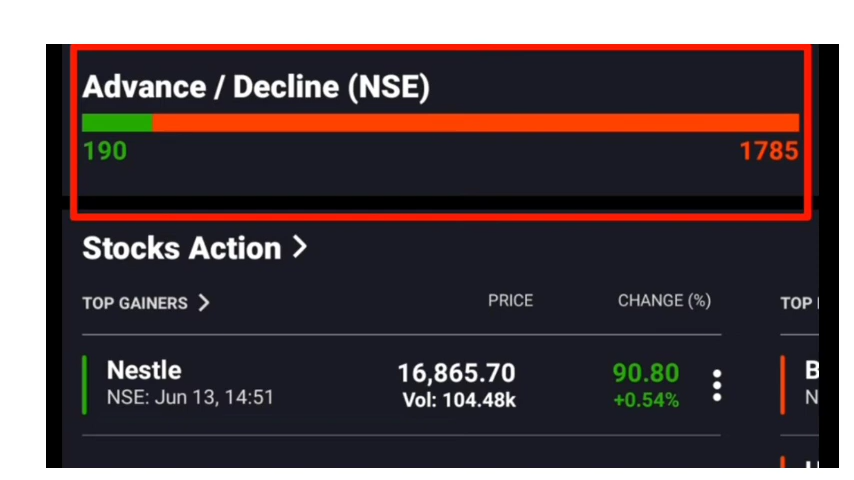 Advance / Decline (NSE)
190 1785
Stocks Action >
TOP GAINERS > PRICE CHANGE (%) TOP
Nestle 16,865.70 90.80 B
NSE: Jun 13, 14:51 Vol: 104.48k +0.54% N